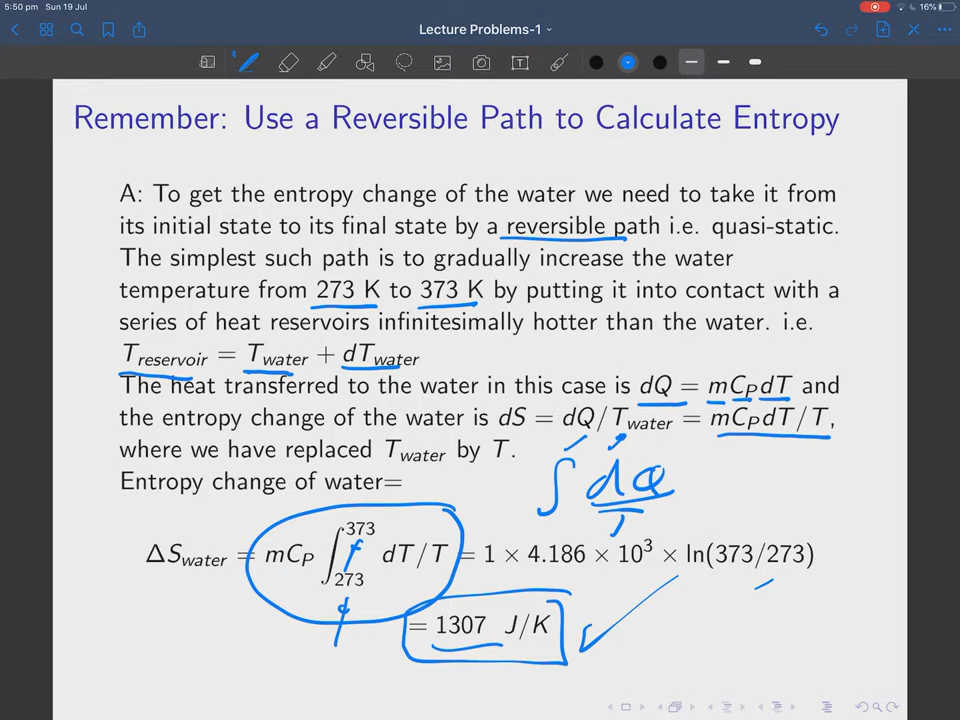 5:50 pm Sun 19 Jul
16%
Lecture Problems-1
Remember: Use a Reversible Path to Calculate Entropy
A: To get the entropy change of the water we need to take it from
its initial state to its final state by a reversible path i.e. quasi-static.
The simplest such path is to gradually increase the water
temperature from 273 K to 373 K by putting it into contact with a
series of heat reservoirs infinitesimally hotter than the water. i.e.
T_reservoir = T_water + dT_water
The heat transferred to the water in this case is dQ = mC_P dT and
the entropy change of the water is dS = dQ/T_water = mC_P dT/T,
where we have replaced T_water by T.
∫ dQ/T
Entropy change of water=
ΔS_water = mC_P ∫_273^373 dT/T = 1 × 4.186 × 10³ × ln(373/273)
= 1307 J/K